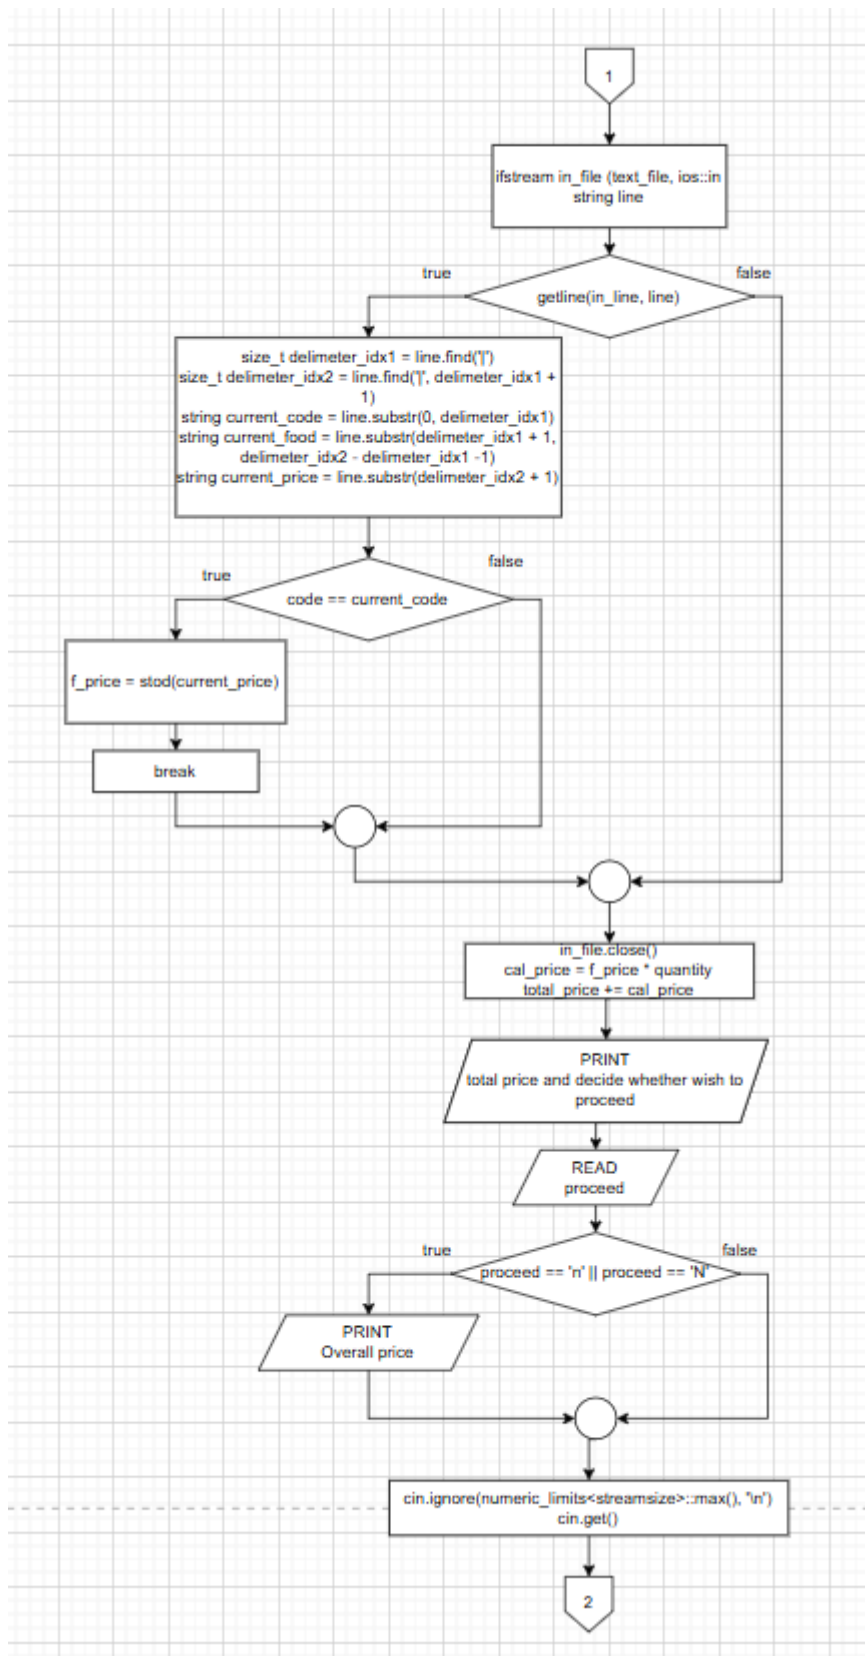 1
ifstream in_file (text_file, ios::in
string line
true
false
getline(in_line, line)
size_t delimeter_idx1 = line.find('|')
size_t delimeter_idx2 = line.find('|', delimeter_idx1 +
1)
string current_code = line.substr(0, delimeter_idx1)
string current_food = line.substr(delimeter_idx1 + 1,
delimeter_idx2 - delimeter_idx1 -1)
string current_price = line.substr(delimeter_idx2 + 1)
true
false
code == current_code
f_price = stod(current_price)
break
in_file.close()
cal_price = f_price * quantity
total_price += cal_price
PRINT
total price and decide whether wish to
proceed
READ
proceed
true
false
proceed == 'n' || proceed == 'N'
PRINT
Overall price
cin.ignore(numeric_limits<streamsize>::max(), '\n')
cin.get()
2